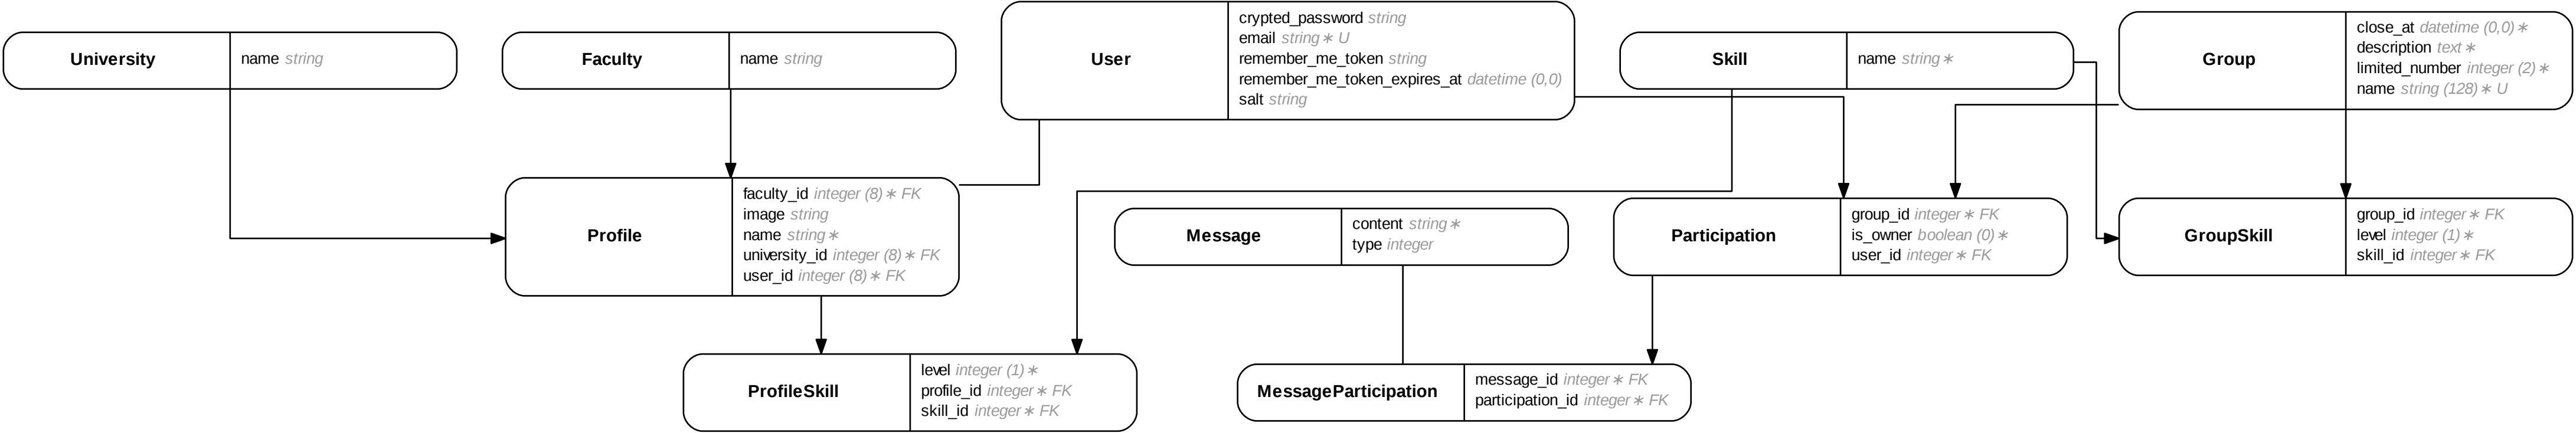 University
name string
Faculty
name string
User
crypted_password string
email string∗ U
remember_me_token string
remember_me_token_expires_at datetime (0,0)
salt string
Skill
name string∗
Group
close_at datetime (0,0)∗
description text∗
limited_number integer (2)∗
name string (128)∗ U
Profile
faculty_id integer (8)∗ FK
image string
name string∗
university_id integer (8)∗ FK
user_id integer (8)∗ FK
Message
content string∗
type integer
Participation
group_id integer∗ FK
is_owner boolean (0)∗
user_id integer∗ FK
GroupSkill
group_id integer∗ FK
level integer (1)∗
skill_id integer∗ FK
ProfileSkill
level integer (1)∗
profile_id integer∗ FK
skill_id integer∗ FK
MessageParticipation
message_id integer∗ FK
participation_id integer∗ FK